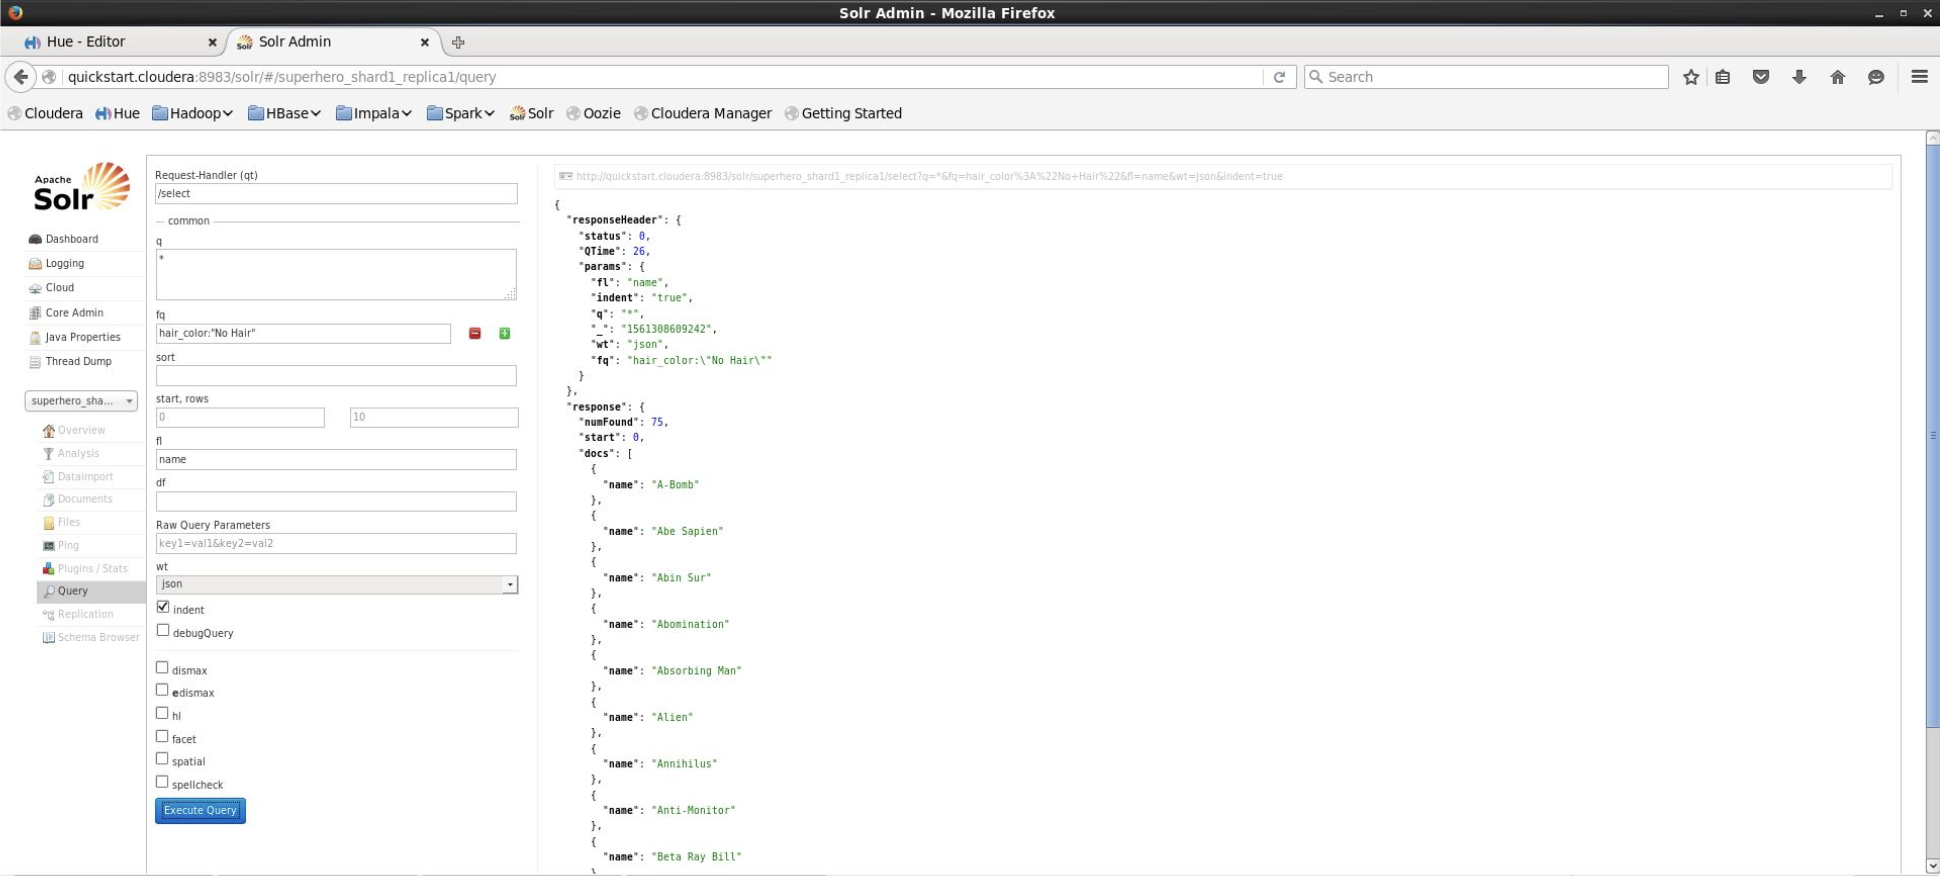 Solr Admin - Mozilla Firefox
Hue - Editor
Solr Admin
quickstart.cloudera:8983/solr/#/superhero_shard1_replica1/query
Search
Cloudera Hue Hadoop HBase Impala Spark Solr Oozie Cloudera Manager Getting Started
Apache
Solr
Dashboard
Logging
Cloud
Core Admin
Java Properties
Thread Dump
superhero_sha...
Overview
Analysis
Dataimport
Documents
Files
Ping
Plugins / Stats
Query
Replication
Schema Browser
Request-Handler (qt)
/select
common
q
*
fq
hair_color:"No Hair"
sort
start, rows
0 10
fl
name
df
Raw Query Parameters
key1=val1&key2=val2
wt
json
indent
debugQuery
dismax
edismax
hl
facet
spatial
spellcheck
Execute Query
http://quickstart.cloudera:8983/solr/superhero_shard1_replica1/select?q=*&fq=hair_color%3A%22No+Hair%22&fl=name&wt=json&indent=true
{
"responseHeader": {
"status": 0,
"QTime": 26,
"params": {
"fl": "name",
"indent": "true",
"q": "*",
"_": "1561308609242",
"wt": "json",
"fq": "hair_color:\"No Hair\""
}
},
"response": {
"numFound": 75,
"start": 0,
"docs": [
{
"name": "A-Bomb"
},
{
"name": "Abe Sapien"
},
{
"name": "Abin Sur"
},
{
"name": "Abomination"
},
{
"name": "Absorbing Man"
},
{
"name": "Alien"
},
{
"name": "Annihilus"
},
{
"name": "Anti-Monitor"
},
{
"name": "Beta Ray Bill"